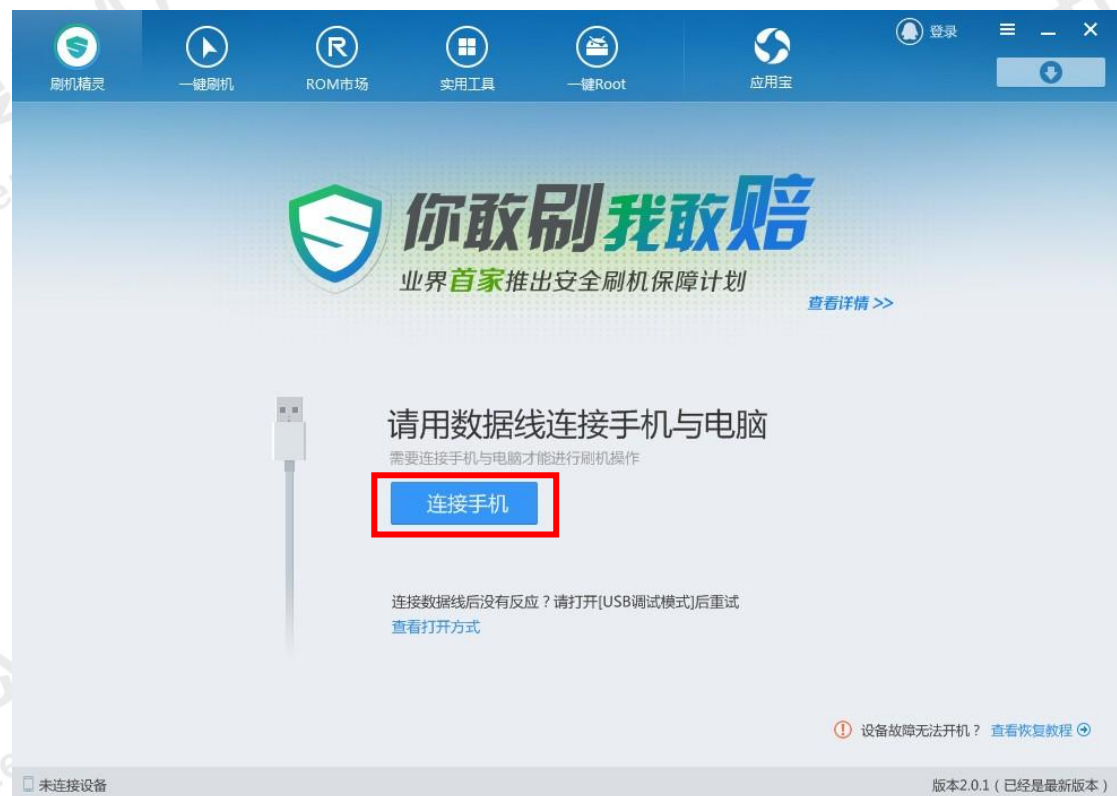 登录
刷机精灵
一键刷机
ROM市场
实用工具
一键Root
应用宝
你敢刷我敢赔
业界首家推出安全刷机保障计划
查看详情 >>
请用数据线连接手机与电脑
需要连接手机与电脑才能进行刷机操作
连接手机
连接数据线后没有反应？请打开[USB调试模式]后重试
查看打开方式
设备故障无法开机？ 查看恢复教程
未连接设备
版本2.0.1（已经是最新版本）